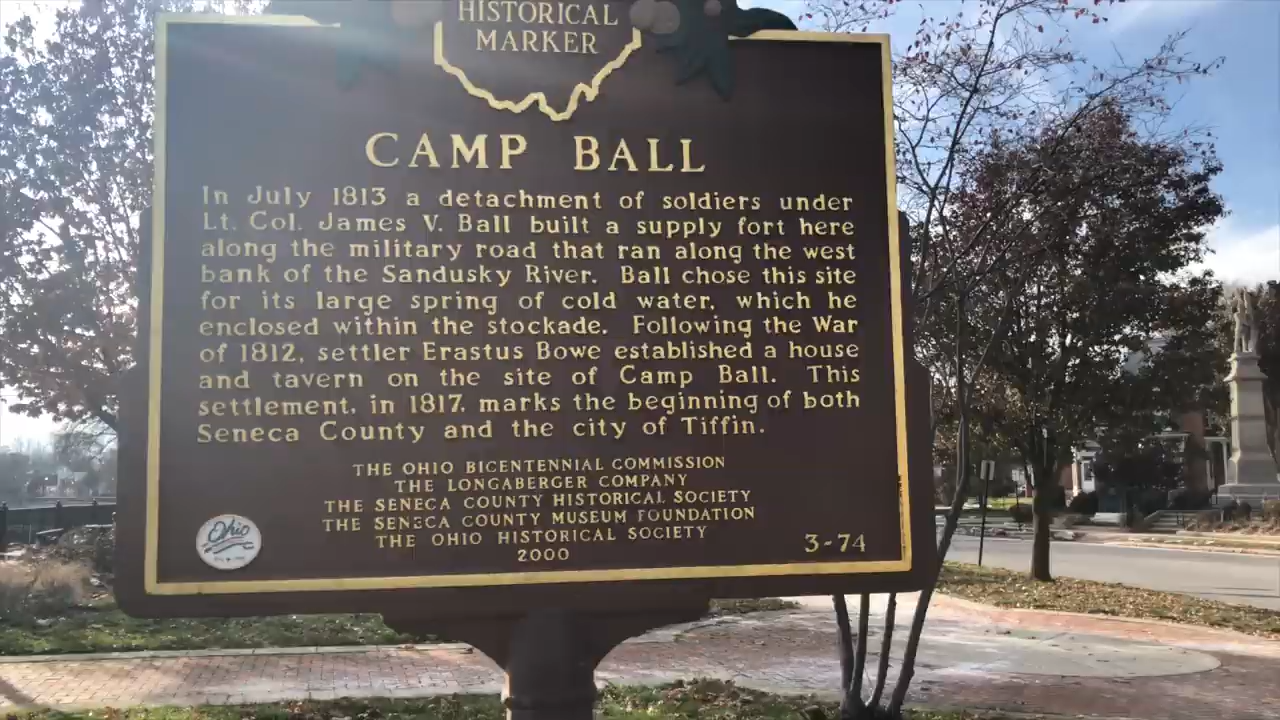 HISTORICAL
MARKER
CAMP BALL
In July 1813 a detachment of soldiers under
Lt. Col. James V. Ball built a supply fort here
along the military road that ran along the west
bank of the Sandusky River. Ball chose this site
for its large spring of cold water, which he
enclosed within the stockade. Following the War
of 1812, settler Erastus Bowe established a house
and tavern on the site of Camp Ball. This
settlement, in 1817, marks the beginning of both
Seneca County and the city of Tiffin.
THE OHIO BICENTENNIAL COMMISSION
THE LONGABERGER COMPANY
THE SENECA COUNTY HISTORICAL SOCIETY
THE SENECA COUNTY MUSEUM FOUNDATION
THE OHIO HISTORICAL SOCIETY
2000
3-74
Ohio